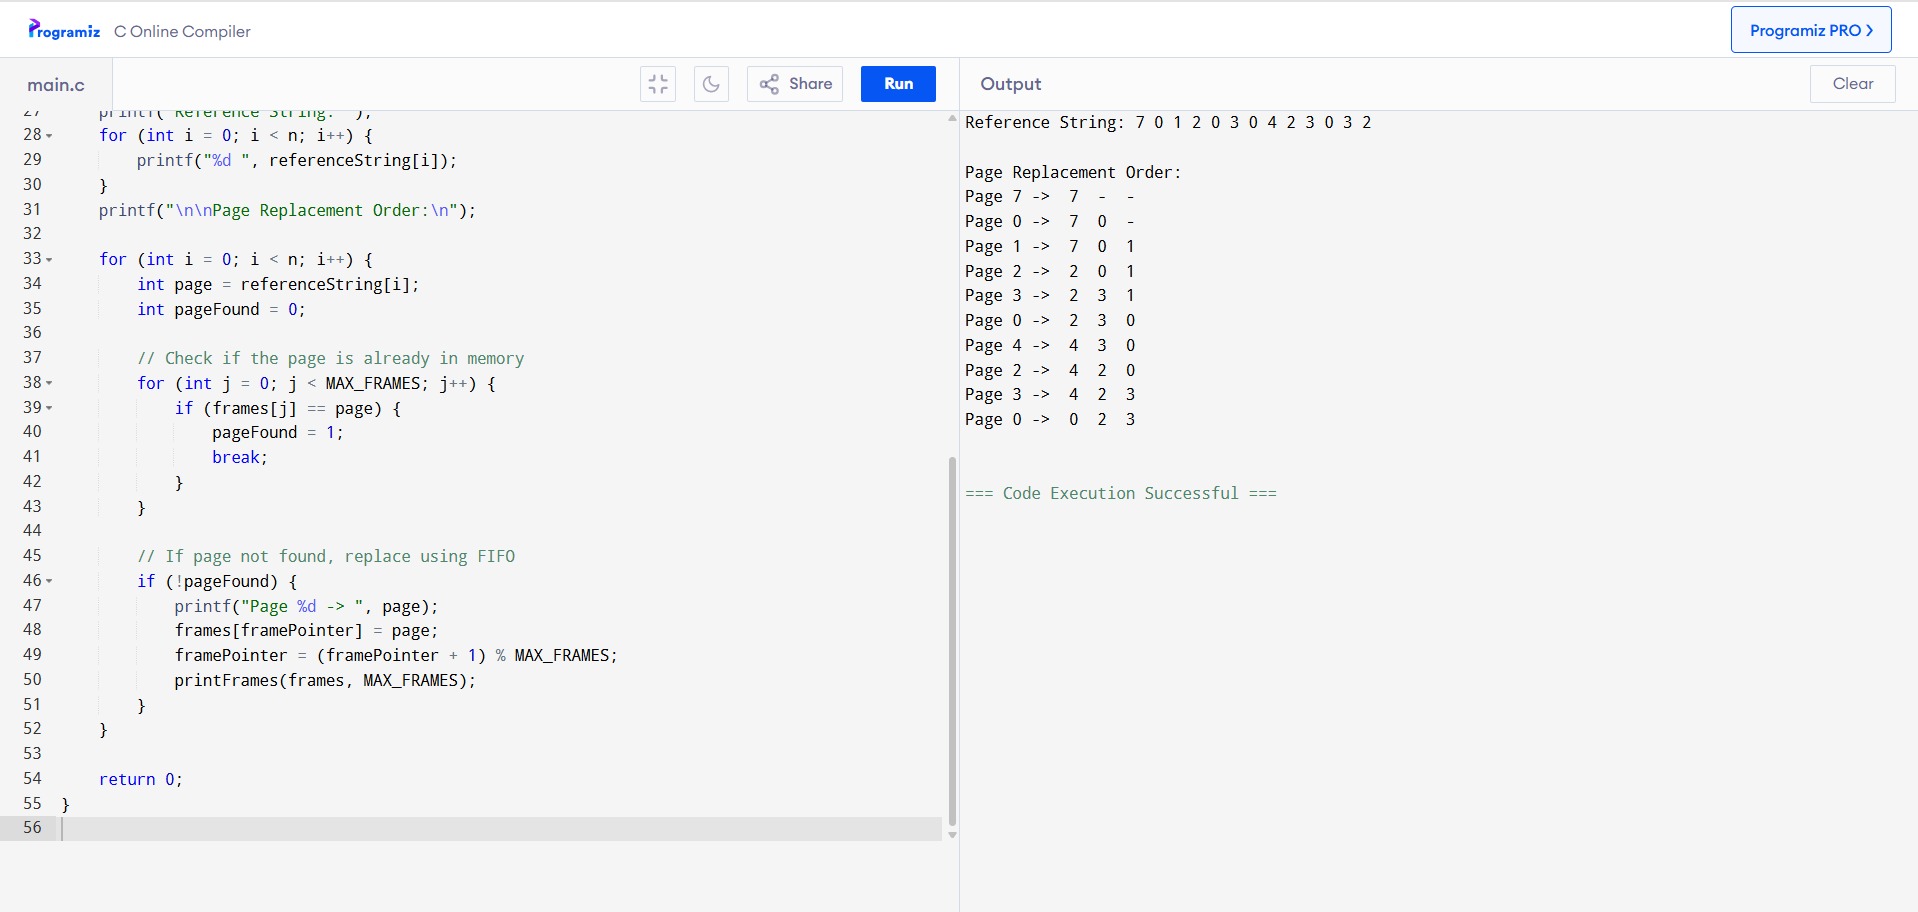 Programiz C Online Compiler
Programiz PRO
main.c
Share
Run
27 printf("Reference String: ");
28 for (int i = 0; i < n; i++) {
29 printf("%d ", referenceString[i]);
30 }
31 printf("\n\nPage Replacement Order:\n");
32
33 for (int i = 0; i < n; i++) {
34 int page = referenceString[i];
35 int pageFound = 0;
36
37 // Check if the page is already in memory
38 for (int j = 0; j < MAX_FRAMES; j++) {
39 if (frames[j] == page) {
40 pageFound = 1;
41 break;
42 }
43 }
44
45 // If page not found, replace using FIFO
46 if (!pageFound) {
47 printf("Page %d -> ", page);
48 frames[framePointer] = page;
49 framePointer = (framePointer + 1) % MAX_FRAMES;
50 printFrames(frames, MAX_FRAMES);
51 }
52 }
53
54 return 0;
55 }
56
Output
Clear
Reference String: 7 0 1 2 0 3 0 4 2 3 0 3 2
Page Replacement Order:
Page 7 -> 7 - -
Page 0 -> 7 0 -
Page 1 -> 7 0 1
Page 2 -> 2 0 1
Page 3 -> 2 3 1
Page 0 -> 2 3 0
Page 4 -> 4 3 0
Page 2 -> 4 2 0
Page 3 -> 4 2 3
Page 0 -> 0 2 3
=== Code Execution Successful ===